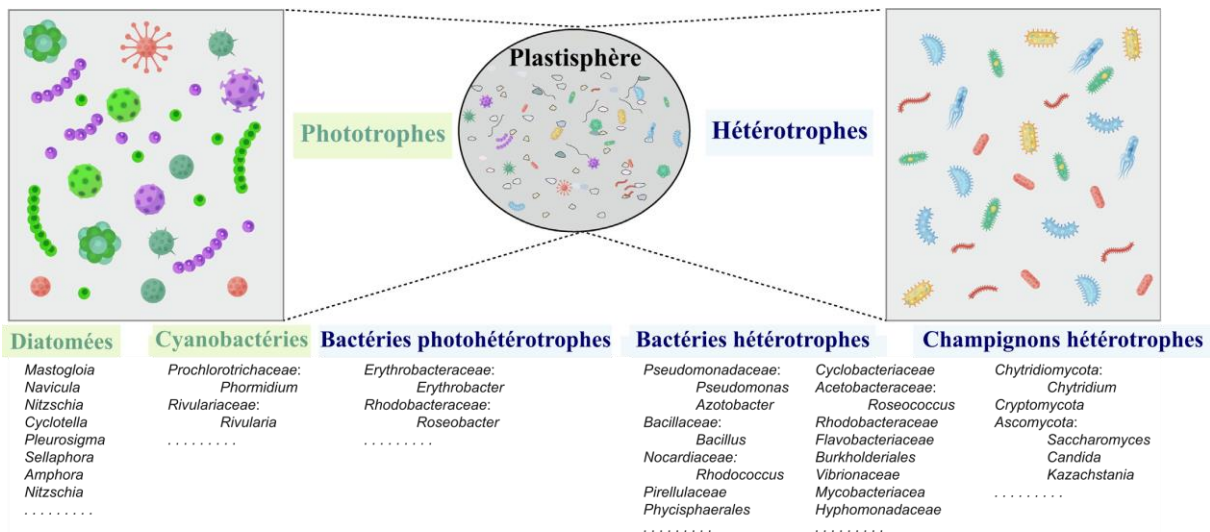 Plastisphère
Phototrophes
Hétérotrophes
Diatomées
Mastogloia
Navicula
Nitzschia
Cyclotella
Pleurosigma
Sellaphora
Amphora
Nitzschia
. . . . . . . . .
Cyanobactéries
Prochlorotrichaceae:
Phormidium
Rivulariaceae:
Rivularia
. . . . . . . . .
Bactéries photohétérotrophes
Erythrobacteraceae:
Erythrobacter
Rhodobacteraceae:
Roseobacter
. . . . . . . . .
Bactéries hétérotrophes
Pseudomonadaceae:
Pseudomonas
Azotobacter
Bacillaceae:
Bacillus
Nocardiaceae:
Rhodococcus
Pirellulaceae
Phycisphaerales
. . . . . . . . .
Cyclobacteriaceae
Acetobacteraceae:
Roseococcus
Rhodobacteraceae
Flavobacteriaceae
Burkholderiales
Vibrionaceae
Mycobacteriacea
Hyphomonadaceae
. . . . . . . . .
Champignons hétérotrophes
Chytridiomycota:
Chytridium
Cryptomycota
Ascomycota:
Saccharomyces
Candida
Kazachstania
. . . . . . . . .